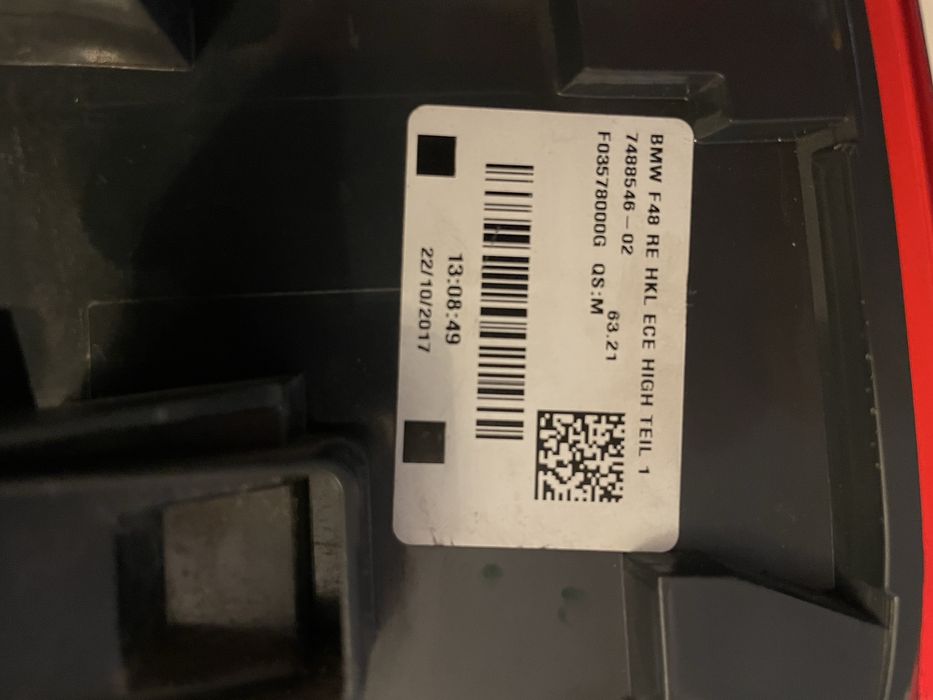 BMW F48 RE HKL ECE HIGH TEIL 1
7488546-02 63.21
F03578000G QS:M
13:08:49
22/10/2017